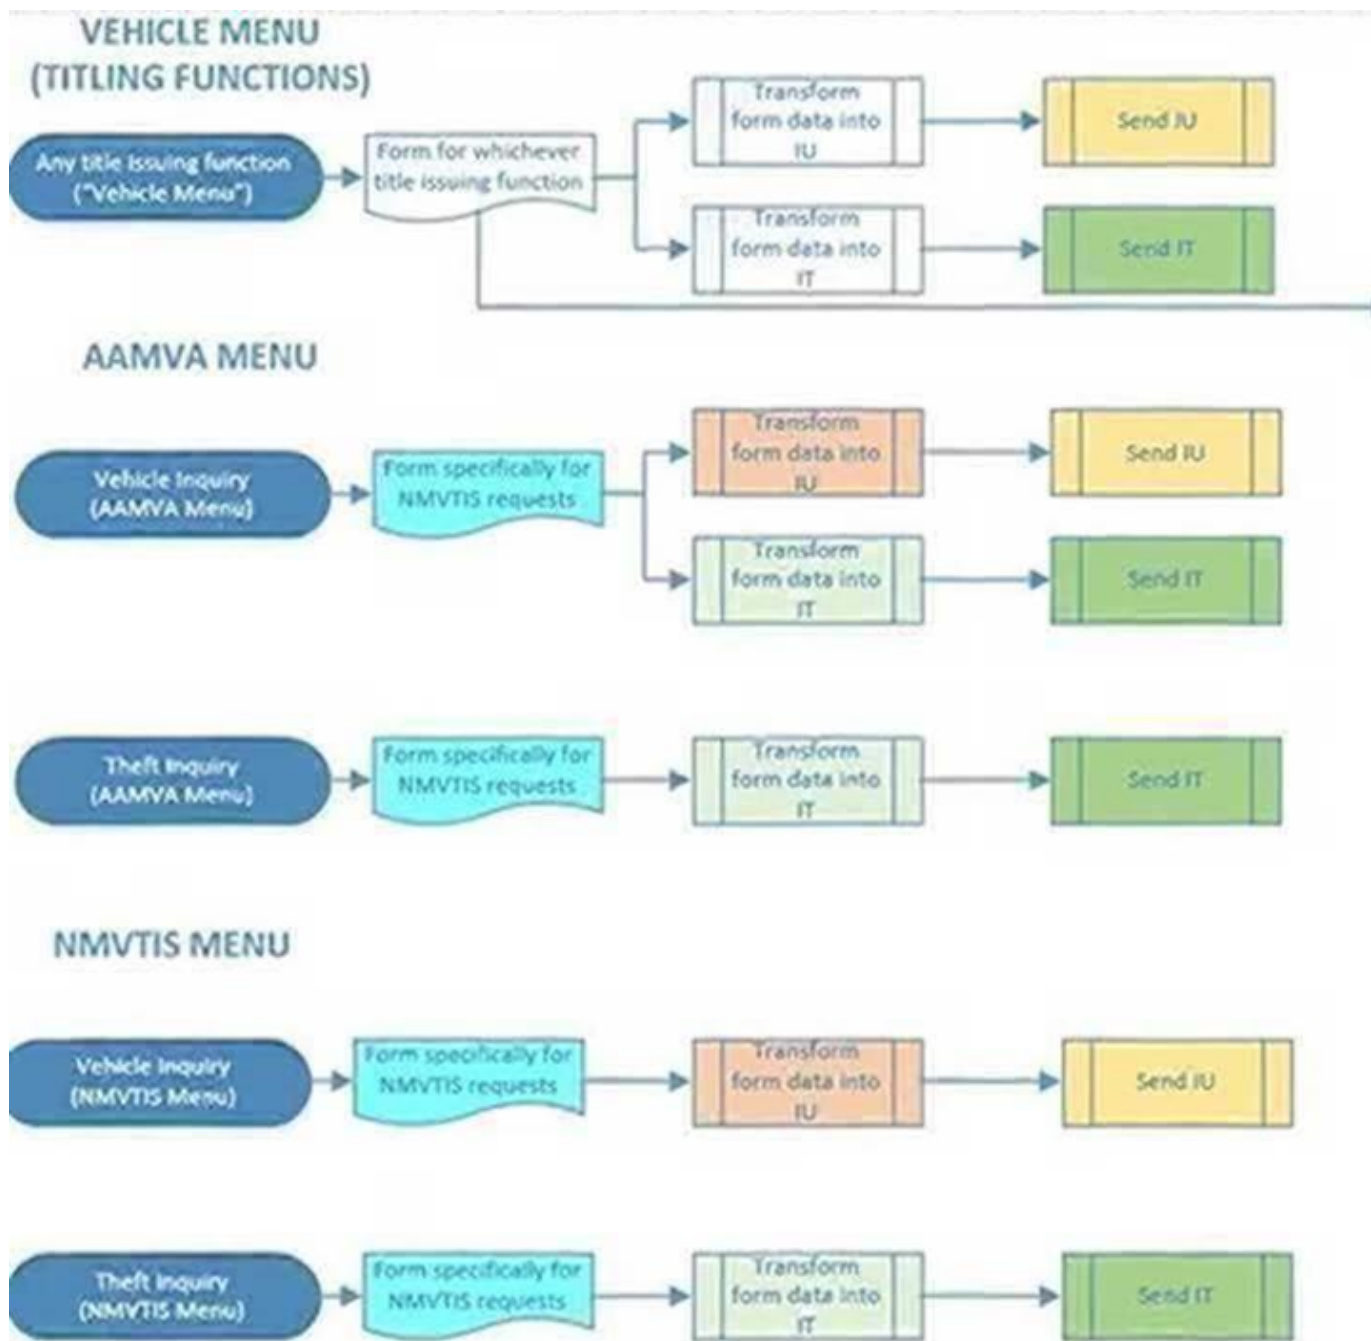 VEHICLE MENU
(TITLING FUNCTIONS)
Any title issuing function
("Vehicle Menu")
Form for whichever
title issuing function
Transform
form data into
IU
Send IU
Transform
form data into
IT
Send IT
AAMVA MENU
Vehicle Inquiry
(AAMVA Menu)
Form specifically for
NMVTIS requests
Transform
form data into
IU
Send IU
Transform
form data into
IT
Send IT
Theft Inquiry
(AAMVA Menu)
Form specifically for
NMVTIS requests
Transform
form data into
IT
Send IT
NMVTIS MENU
Vehicle Inquiry
(NMVTIS Menu)
Form specifically for
NMVTIS requests
Transform
form data into
IU
Send IU
Theft Inquiry
(NMVTIS Menu)
Form specifically for
NMVTIS requests
Transform
form data into
IT
Send IT